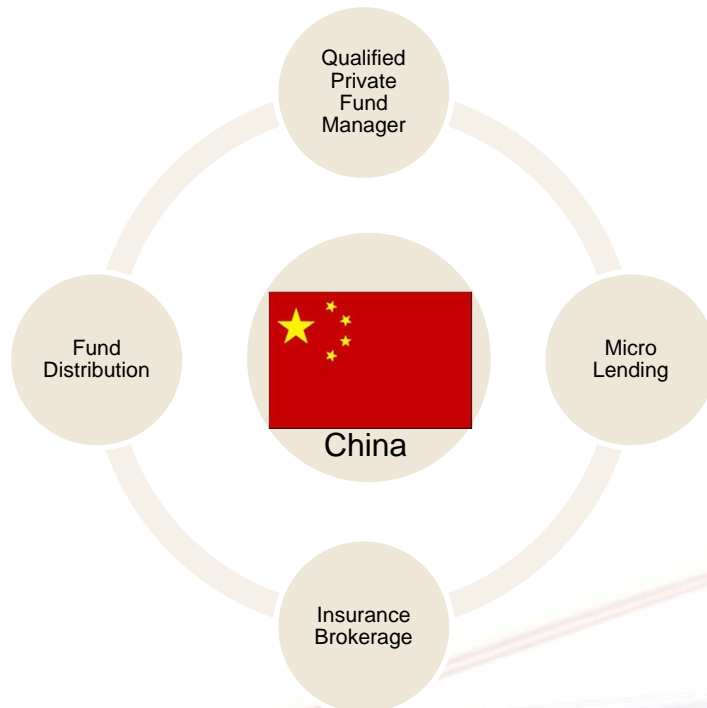 Qualified
Private
Fund
Manager
Fund
Distribution
China
Micro
Lending
Insurance
Brokerage